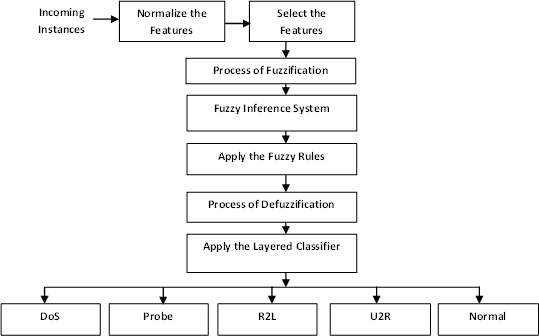 Incoming
Instances
Normalize the
Features
Select the
Features
Process of Fuzzification
Fuzzy Inference System
Apply the Fuzzy Rules
Process of Defuzzification
Apply the Layered Classifier
DoS
Probe
R2L
U2R
Normal